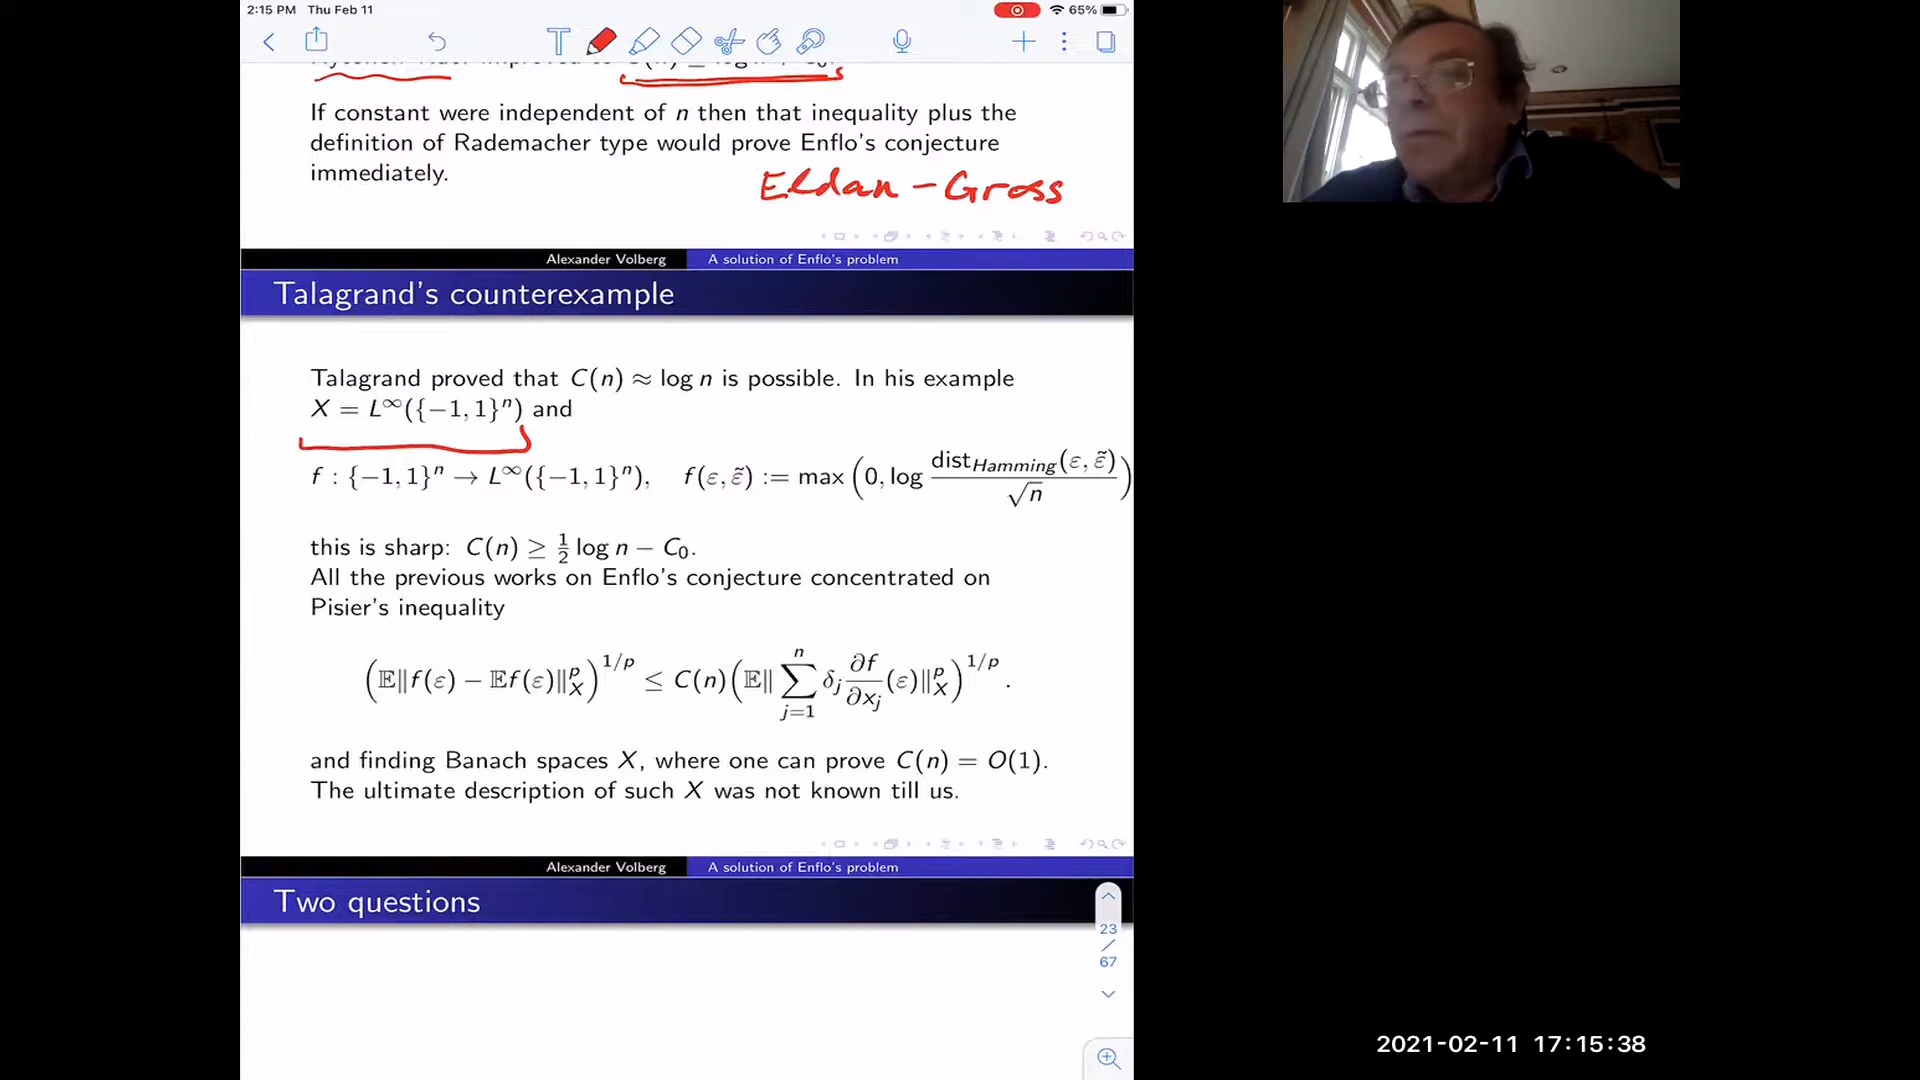 2:15 PM Thu Feb 11
65%
If constant were independent of n then that inequality plus the
definition of Rademacher type would prove Enflo's conjecture
immediately.
Eldan - Gross
Alexander Volberg A solution of Enflo's problem
Talagrand's counterexample
Talagrand proved that C(n) ≈ log n is possible. In his example
X = L^∞({−1, 1}^n) and
f : {−1, 1}^n → L^∞({−1, 1}^n), f(ε, ε̃) := max (0, log dist_Hamming(ε, ε̃) / √n)
this is sharp: C(n) ≥ ½ log n − C₀.
All the previous works on Enflo's conjecture concentrated on
Pisier's inequality
(𝔼‖f(ε) − 𝔼f(ε)‖_X^p)^{1/p} ≤ C(n)(𝔼‖ ∑_{j=1}^n δ_j ∂f/∂x_j (ε)‖_X^p)^{1/p} .
and finding Banach spaces X, where one can prove C(n) = O(1).
The ultimate description of such X was not known till us.
Alexander Volberg A solution of Enflo's problem
Two questions
23
/
67
2021-02-11 17:15:38